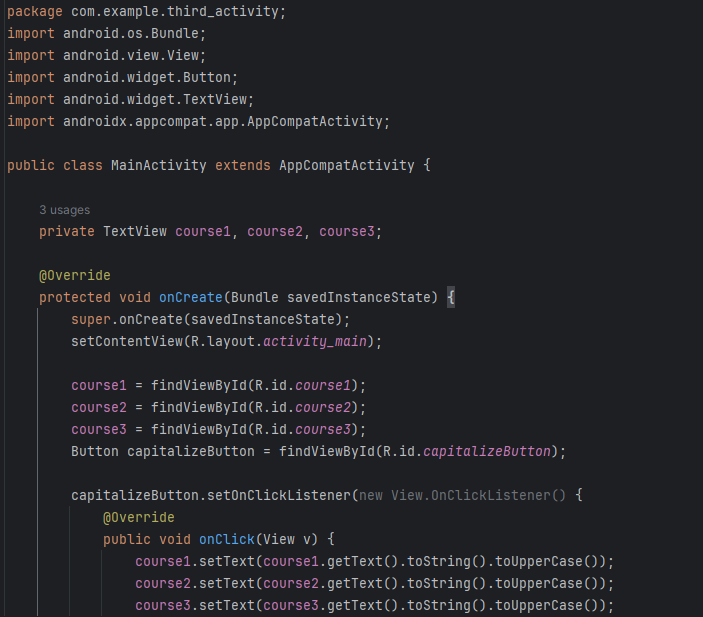 package com.example.third_activity;
import android.os.Bundle;
import android.view.View;
import android.widget.Button;
import android.widget.TextView;
import androidx.appcompat.app.AppCompatActivity;
public class MainActivity extends AppCompatActivity {
3 usages
private TextView course1, course2, course3;
@Override
protected void onCreate(Bundle savedInstanceState) {
super.onCreate(savedInstanceState);
setContentView(R.layout.activity_main);
course1 = findViewById(R.id.course1);
course2 = findViewById(R.id.course2);
course3 = findViewById(R.id.course3);
Button capitalizeButton = findViewById(R.id.capitalizeButton);
capitalizeButton.setOnClickListener(new View.OnClickListener() {
@Override
public void onClick(View v) {
course1.setText(course1.getText().toString().toUpperCase());
course2.setText(course2.getText().toString().toUpperCase());
course3.setText(course3.getText().toString().toUpperCase());